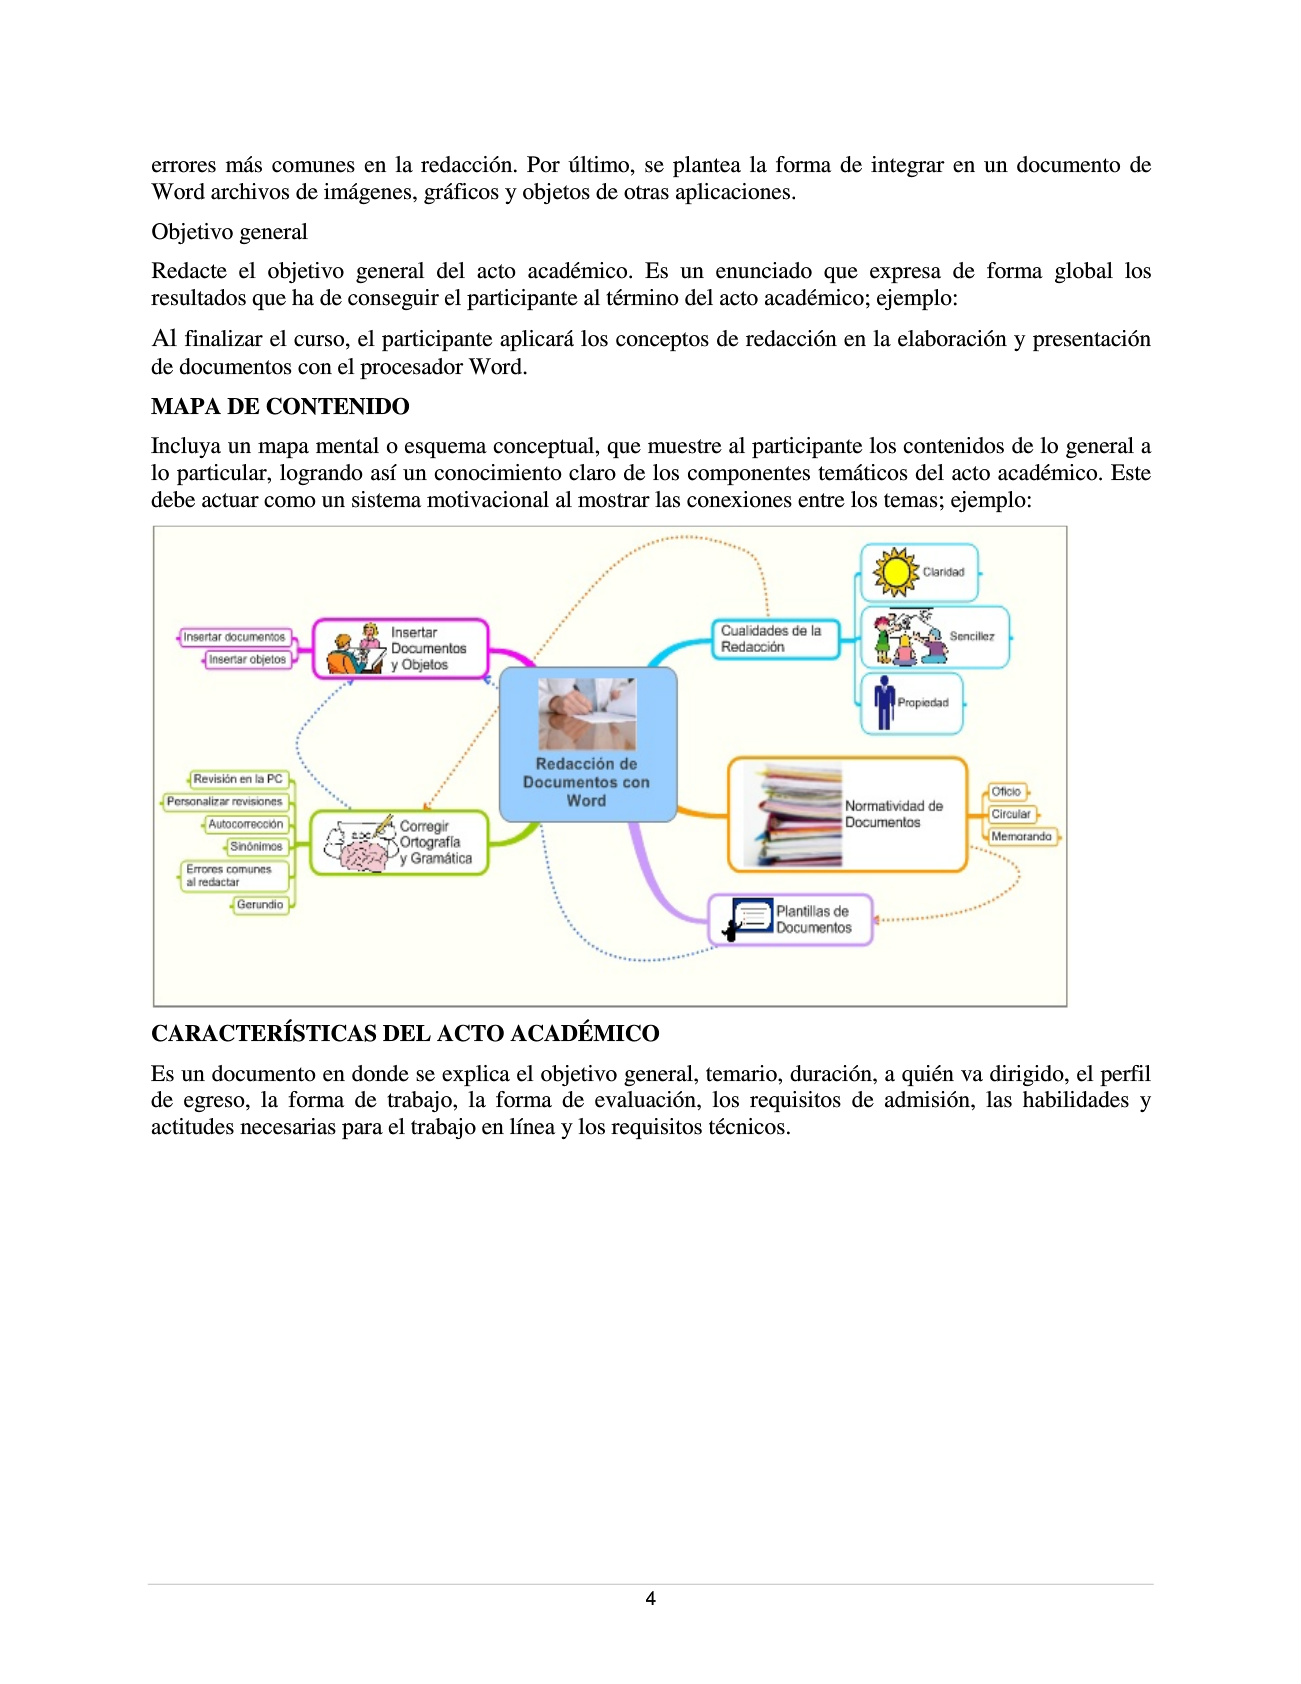 errores más comunes en la redacción. Por último, se plantea la forma de integrar en un documento de
Word archivos de imágenes, gráficos y objetos de otras aplicaciones.
Objetivo general
Redacte el objetivo general del acto académico. Es un enunciado que expresa de forma global los
resultados que ha de conseguir el participante al término del acto académico; ejemplo:
Al finalizar el curso, el participante aplicará los conceptos de redacción en la elaboración y presentación
de documentos con el procesador Word.
MAPA DE CONTENIDO
Incluya un mapa mental o esquema conceptual, que muestre al participante los contenidos de lo general a
lo particular, logrando así un conocimiento claro de los componentes temáticos del acto académico. Este
debe actuar como un sistema motivacional al mostrar las conexiones entre los temas; ejemplo:
Insertar documentos
Insertar objetos
Insertar
Documentos
y Objetos
Cualidades de la
Redacción
Claridad
Sencillez
Propiedad
Redacción de
Documentos con
Word
Revisión en la PC
Personalizar revisiones
Autocorrección
Sinónimos
Errores comunes
al redactar
Gerundio
Corregir
Ortografía
y Gramática
Normatividad de
Documentos
Oficio
Circular
Memorando
Plantillas de
Documentos
CARACTERÍSTICAS DEL ACTO ACADÉMICO
Es un documento en donde se explica el objetivo general, temario, duración, a quién va dirigido, el perfil
de egreso, la forma de trabajo, la forma de evaluación, los requisitos de admisión, las habilidades y
actitudes necesarias para el trabajo en línea y los requisitos técnicos.
4